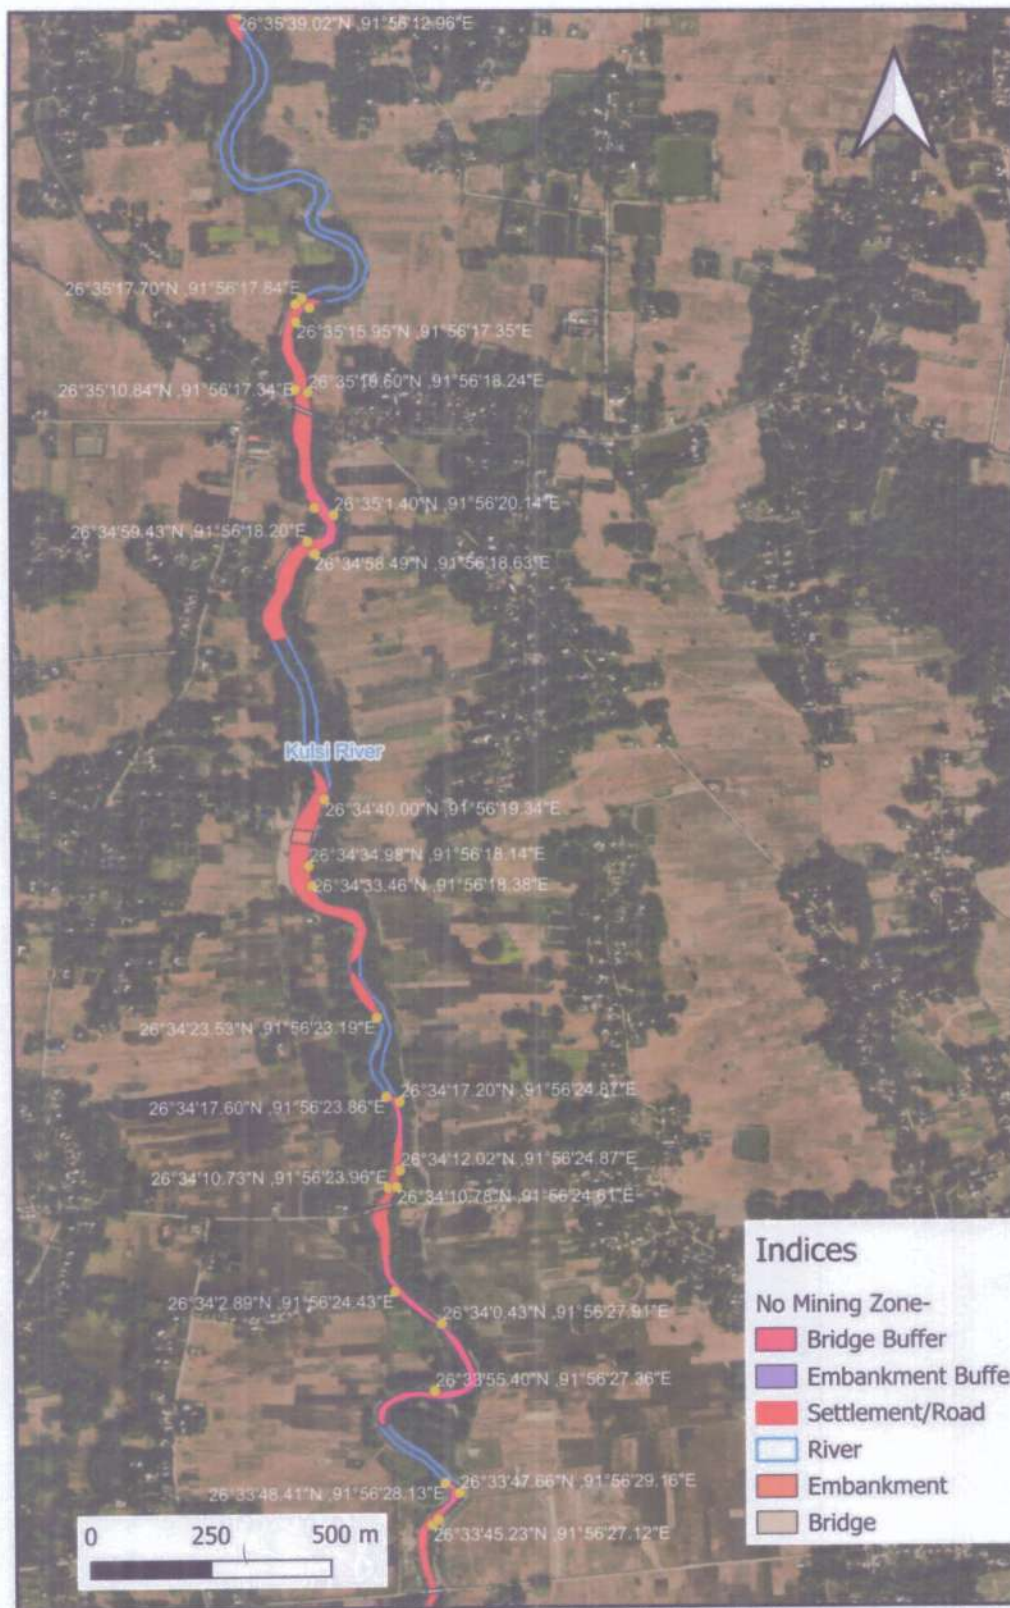 26°35'39.02"N ,91°56'12.96"E
26°35'17.70"N ,91°56'17.84"E
26°35'15.95"N ,91°56'17.35"E
26°35'10.60"N ,91°56'18.24"E
26°35'10.84"N ,91°56'17.34"E
26°35'1.40"N ,91°56'20.14"E
26°34'59.43"N ,91°56'18.20"E
26°34'58.49"N ,91°56'18.63"E
Kulsi River
26°34'40.00"N ,91°56'19.34"E
26°34'34.98"N ,91°56'18.14"E
26°34'33.46"N ,91°56'18.38"E
26°34'23.53"N ,91°56'23.19"E
26°34'17.20"N ,91°56'24.87"E
26°34'17.60"N ,91°56'23.86"E
26°34'12.02"N ,91°56'24.87"E
26°34'10.73"N ,91°56'23.96"E
26°34'10.78"N ,91°56'24.61"E
26°34'2.89"N ,91°56'24.43"E
26°34'0.43"N ,91°56'27.91"E
26°33'55.40"N ,91°56'27.36"E
26°33'47.66"N ,91°56'29.16"E
26°33'48.41"N ,91°56'28.13"E
26°33'45.23"N ,91°56'27.12"E
0 250 500 m
Indices
No Mining Zone-
Bridge Buffer
Embankment Buffe
Settlement/Road
River
Embankment
Bridge